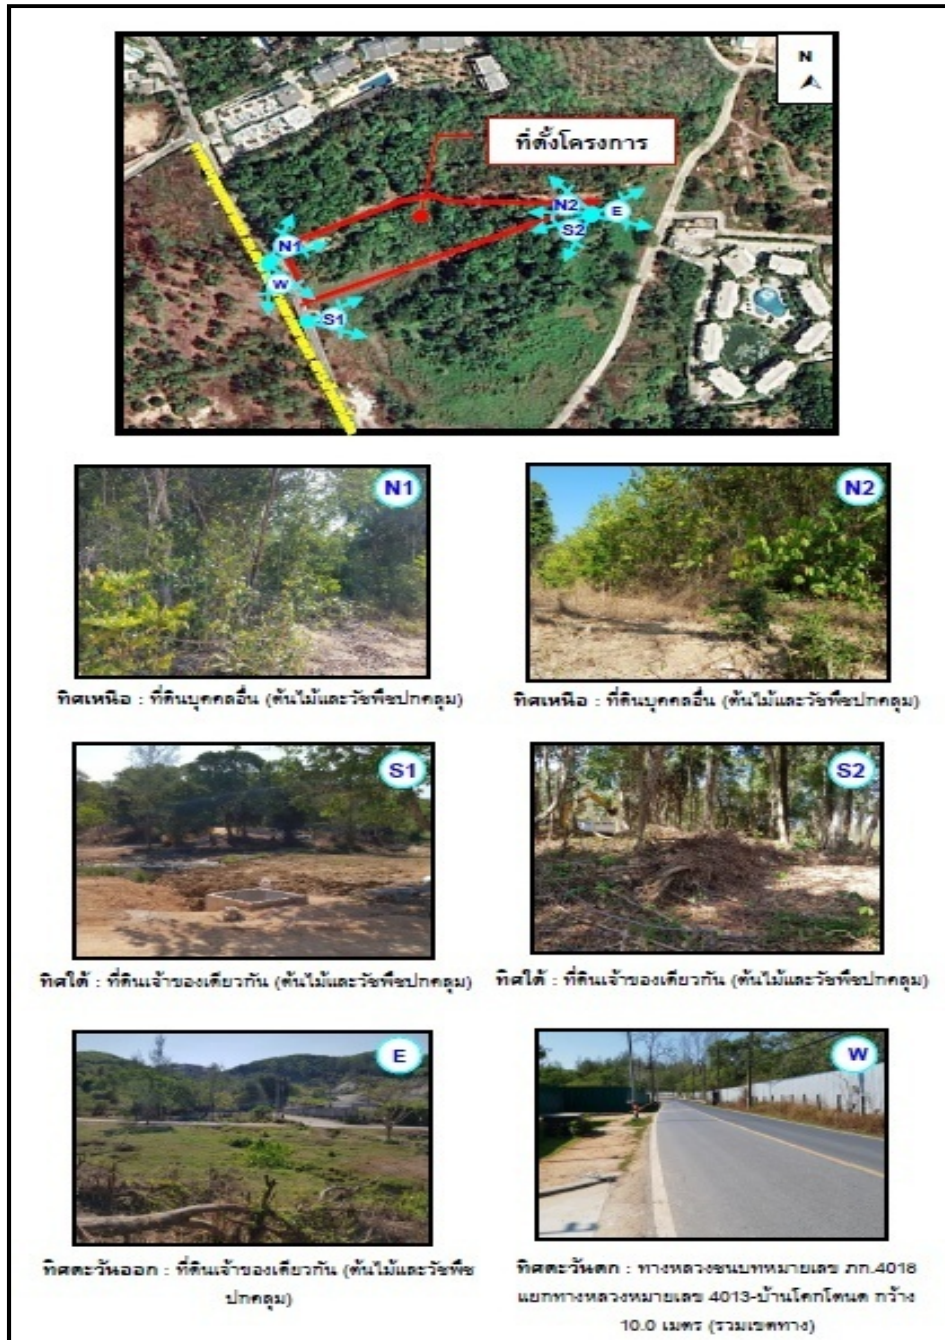 N
ที่ตั้งโครงการ
N2
E
S2
N1
W
S1
N1
N2
ทิศเหนือ : ที่ดินบุคคลอื่น (ต้นไม้และวัชพืชปกคลุม)
ทิศเหนือ : ที่ดินบุคคลอื่น (ต้นไม้และวัชพืชปกคลุม)
S1
S2
ทิศใต้ : ที่ดินเจ้าของเดียวกัน (ต้นไม้และวัชพืชปกคลุม)
ทิศใต้ : ที่ดินเจ้าของเดียวกัน (ต้นไม้และวัชพืชปกคลุม)
E
W
ทิศตะวันออก : ที่ดินเจ้าของเดียวกัน (ต้นไม้และวัชพืช
ปกคลุม)
ทิศตะวันตก : ทางหลวงชนบทหมายเลข ภก.4018
แยกทางหลวงหมายเลข 4013-บ้านโคกโตนด กว้าง
10.0 เมตร (รวมเขตทาง)